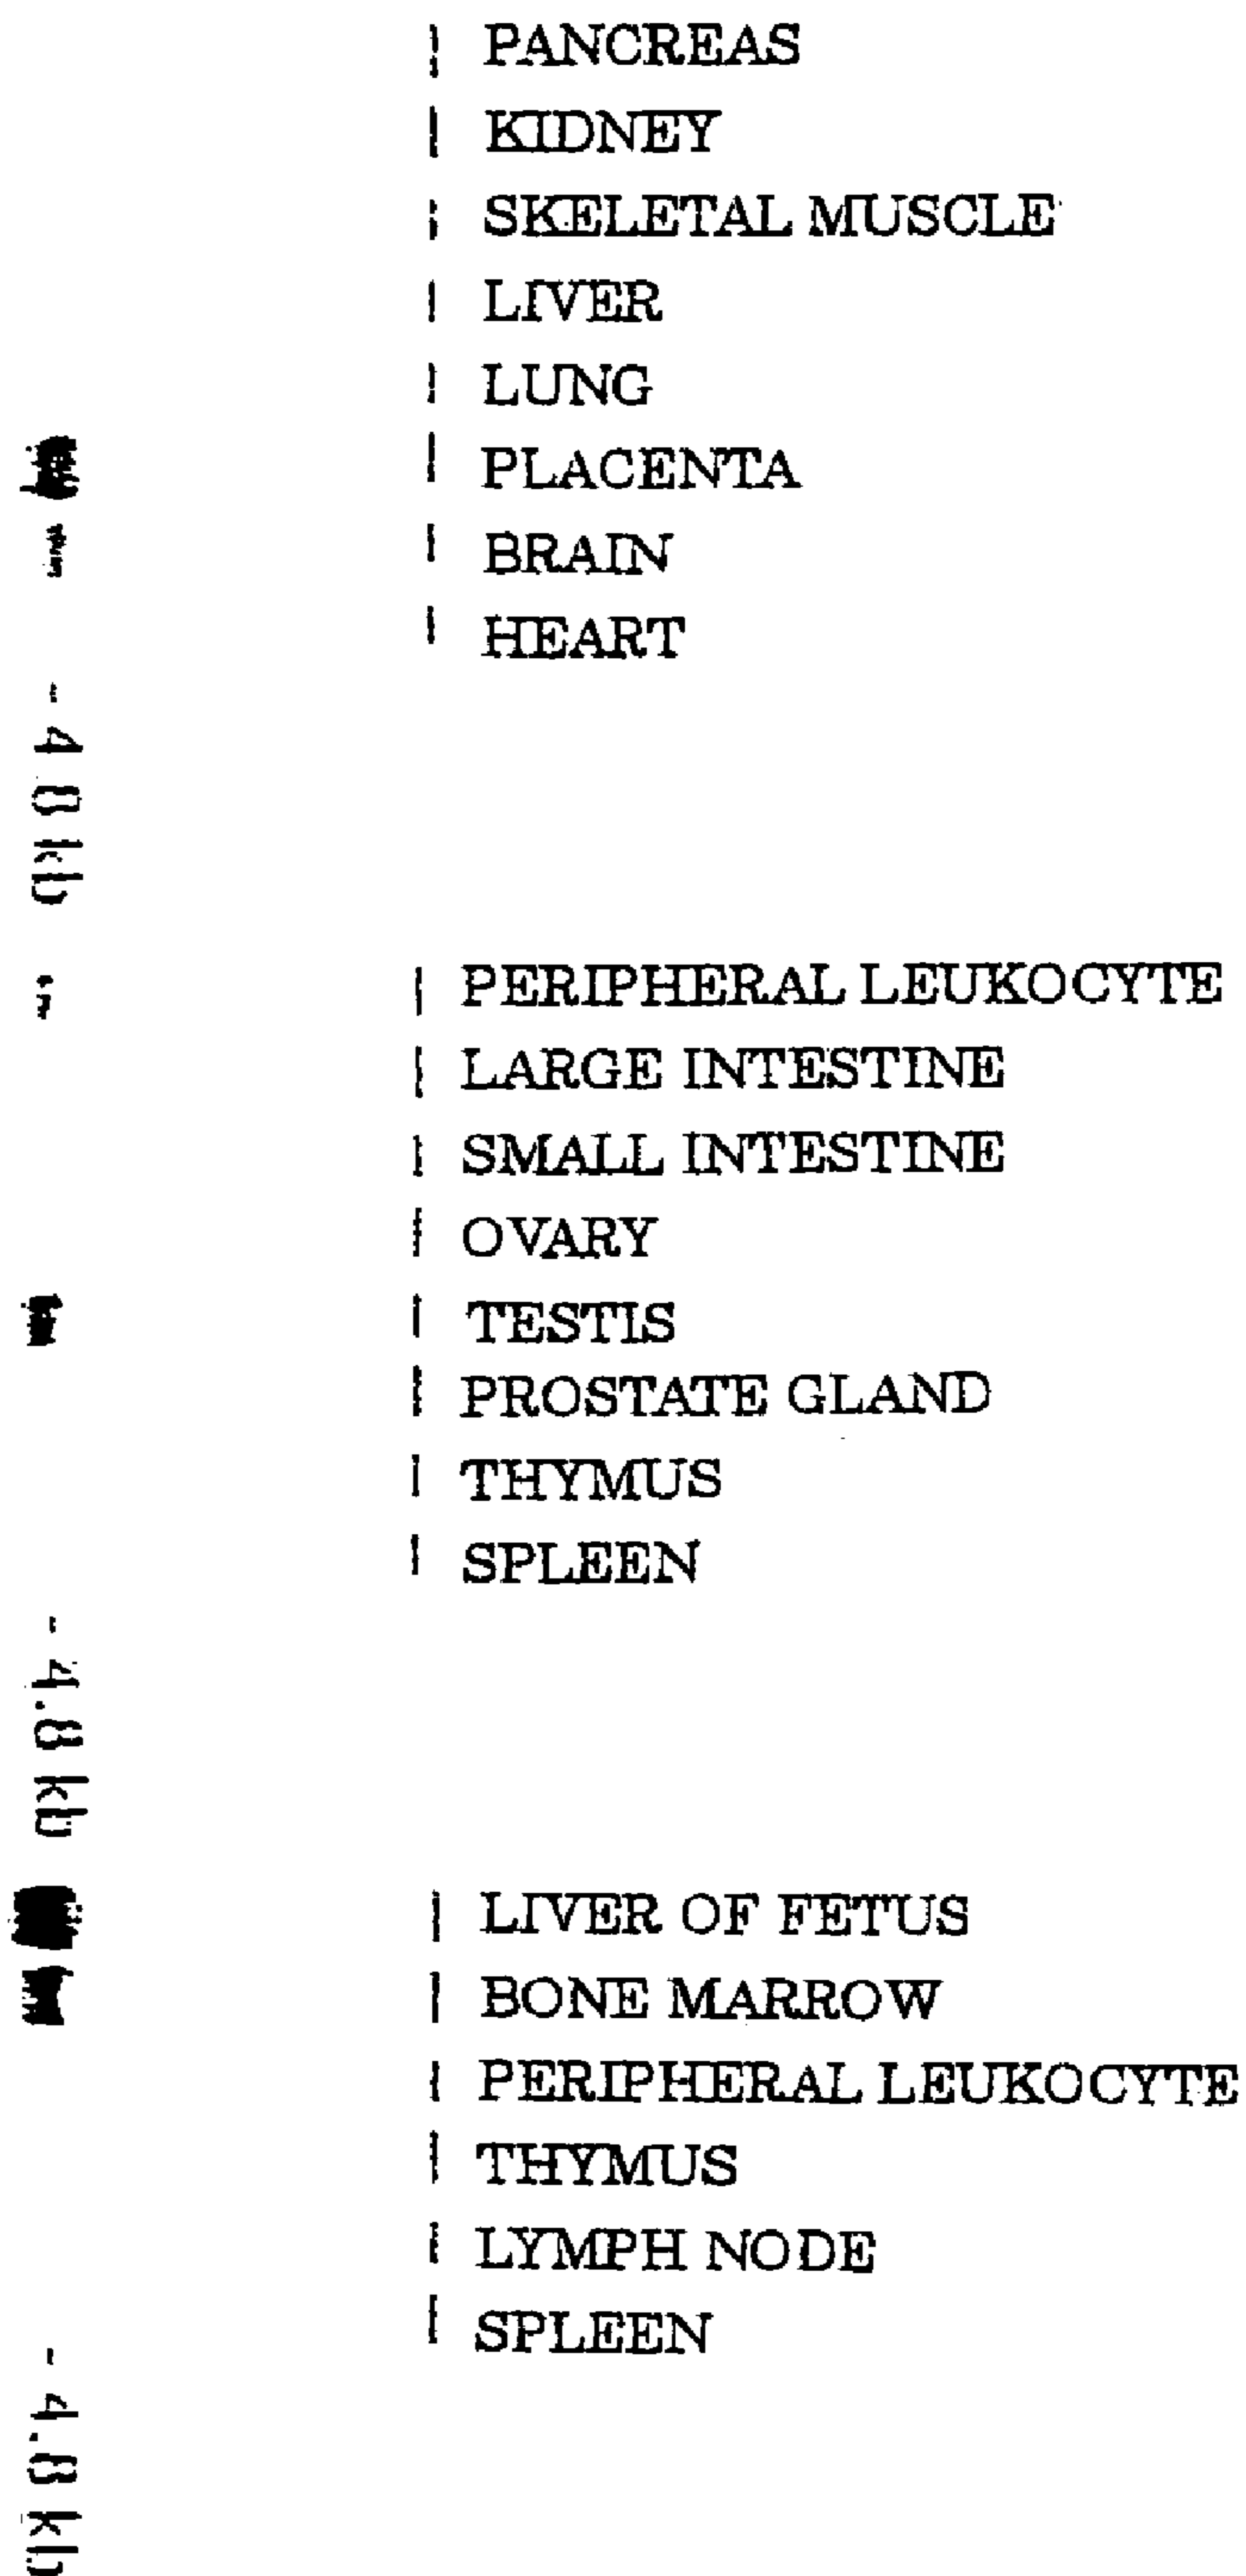 PANCREAS
KIDNEY
SKELETAL MUSCLE
LIVER
LUNG
PLACENTA
BRAIN
HEART
- 4 8 kb
PERIPHERAL LEUKOCYTE
LARGE INTESTINE
SMALL INTESTINE
OVARY
TESTIS
PROSTATE GLAND
THYMUS
SPLEEN
- 4.8 kb
LIVER OF FETUS
BONE MARROW
PERIPHERAL LEUKOCYTE
THYMUS
LYMPH NODE
SPLEEN
- 4.8 kb